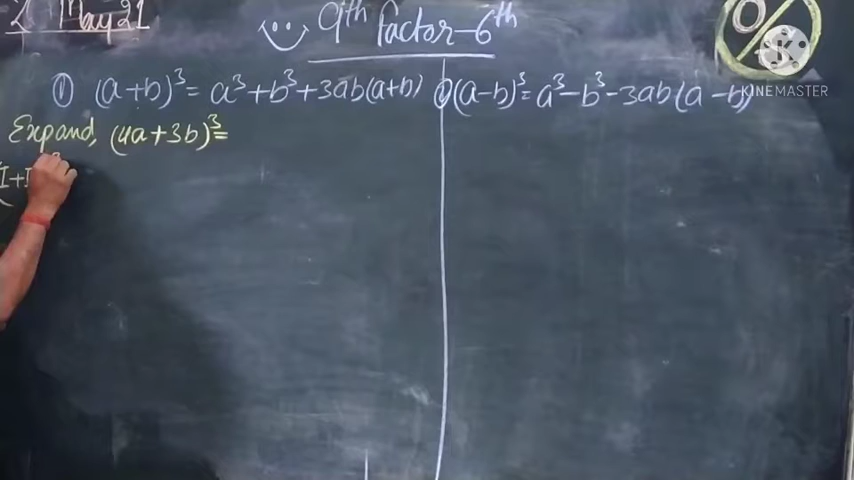 2 May 21
9th factor-6th
① (a+b)³ = a³+b³+3ab(a+b)
(a-b)³ = a³-b³-3ab(a-b)
Expand, (4a+3b)³=
I+I
KINEMASTER